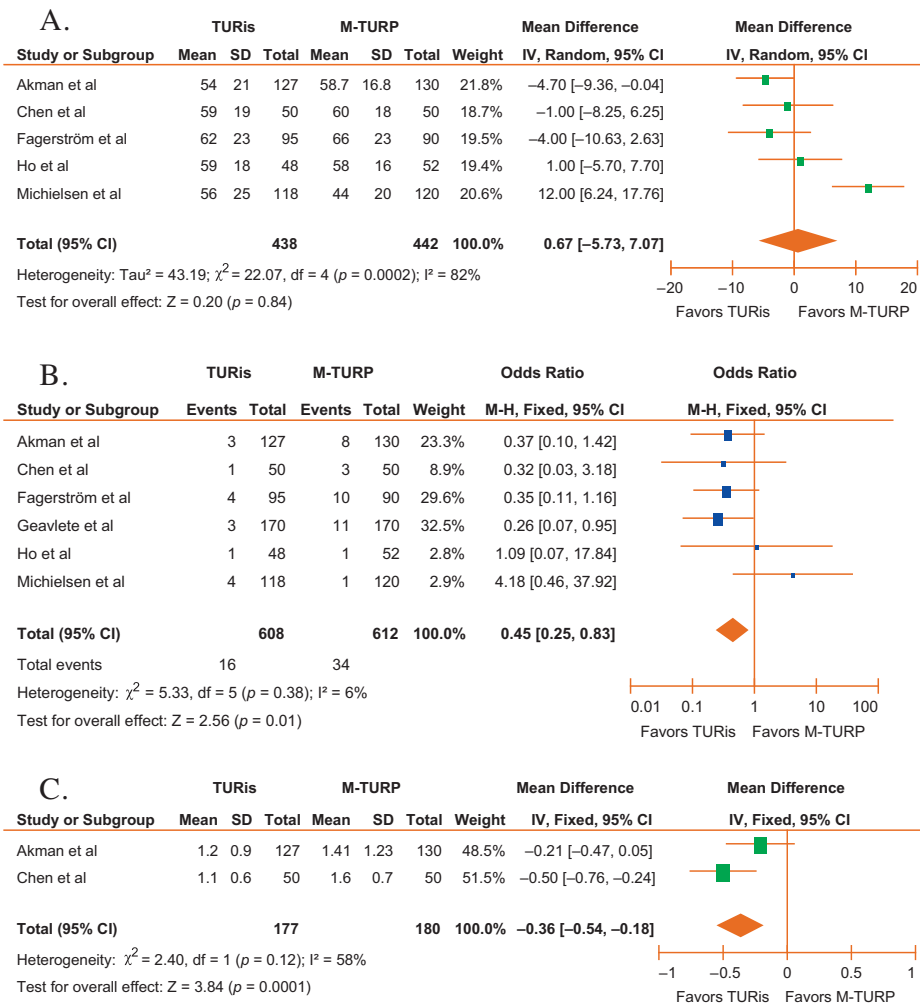 A.
TURis M-TURP Mean Difference Mean Difference
Study or Subgroup Mean SD Total Mean SD Total Weight IV, Random, 95% CI IV, Random, 95% CI
Akman et al 54 21 127 58.7 16.8 130 21.8% –4.70 [–9.36, –0.04]
Chen et al 59 19 50 60 18 50 18.7% –1.00 [–8.25, 6.25]
Fagerström et al 62 23 95 66 23 90 19.5% –4.00 [–10.63, 2.63]
Ho et al 59 18 48 58 16 52 19.4% 1.00 [–5.70, 7.70]
Michielsen et al 56 25 118 44 20 120 20.6% 12.00 [6.24, 17.76]
Total (95% CI) 438 442 100.0% 0.67 [–5.73, 7.07]
Heterogeneity: Tau² = 43.19; χ² = 22.07, df = 4 (p = 0.0002); I² = 82%
Test for overall effect: Z = 0.20 (p = 0.84)
–20 –10 0 10 20
Favors TURis Favors M-TURP
B.
TURis M-TURP Odds Ratio Odds Ratio
Study or Subgroup Events Total Events Total Weight M-H, Fixed, 95% CI M-H, Fixed, 95% CI
Akman et al 3 127 8 130 23.3% 0.37 [0.10, 1.42]
Chen et al 1 50 3 50 8.9% 0.32 [0.03, 3.18]
Fagerström et al 4 95 10 90 29.6% 0.35 [0.11, 1.16]
Geavlete et al 3 170 11 170 32.5% 0.26 [0.07, 0.95]
Ho et al 1 48 1 52 2.8% 1.09 [0.07, 17.84]
Michielsen et al 4 118 1 120 2.9% 4.18 [0.46, 37.92]
Total (95% CI) 608 612 100.0% 0.45 [0.25, 0.83]
Total events 16 34
Heterogeneity: χ² = 5.33, df = 5 (p = 0.38); I² = 6%
Test for overall effect: Z = 2.56 (p = 0.01)
0.01 0.1 1 10 100
Favors TURis Favors M-TURP
C.
TURis M-TURP Mean Difference Mean Difference
Study or Subgroup Mean SD Total Mean SD Total Weight IV, Fixed, 95% CI IV, Fixed, 95% CI
Akman et al 1.2 0.9 127 1.41 1.23 130 48.5% –0.21 [–0.47, 0.05]
Chen et al 1.1 0.6 50 1.6 0.7 50 51.5% –0.50 [–0.76, –0.24]
Total (95% CI) 177 180 100.0% –0.36 [–0.54, –0.18]
Heterogeneity: χ² = 2.40, df = 1 (p = 0.12); I² = 58%
Test for overall effect: Z = 3.84 (p = 0.0001)
–1 –0.5 0 0.5 1
Favors TURis Favors M-TURP